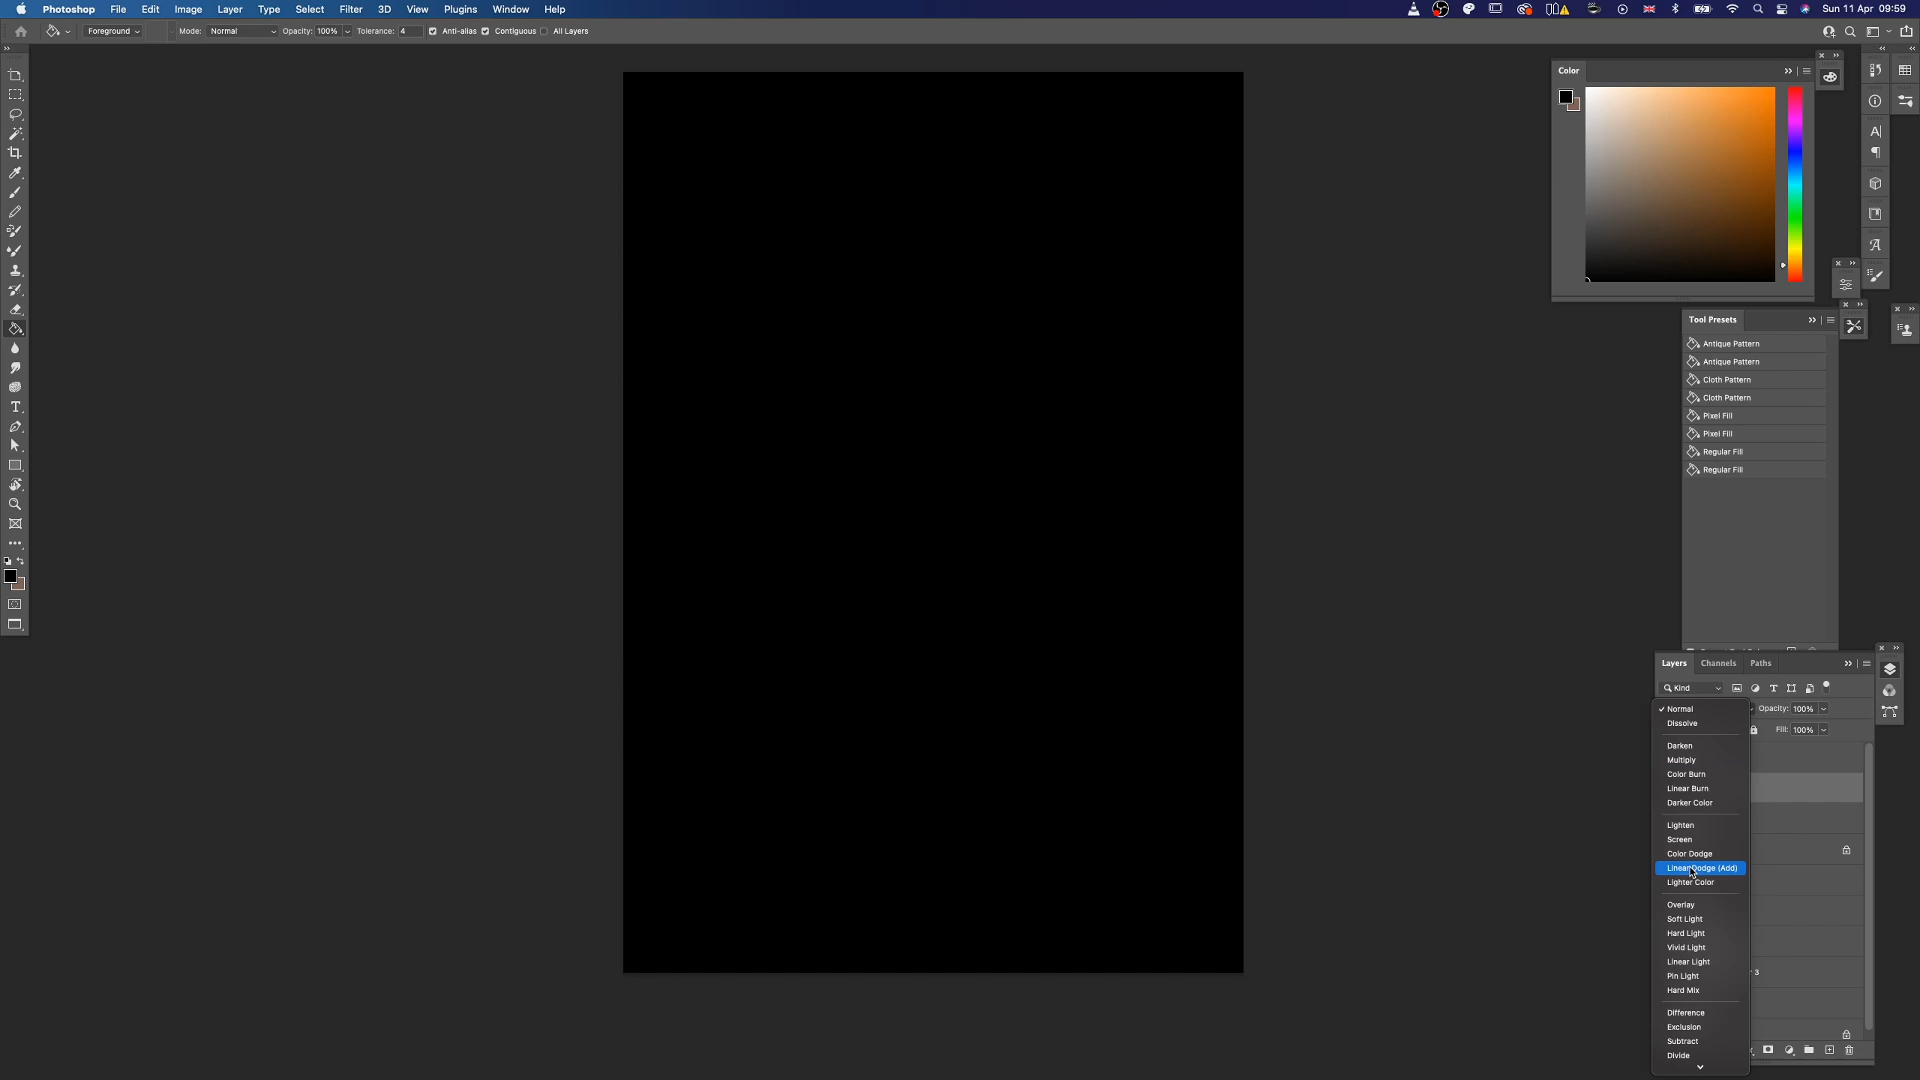 Photoshop File Edit Image Layer Type Select Filter 3D View Plugins Window Help Sun 11 Apr 09:59
Foreground Mode: Normal Opacity: 100% Tolerance: 4 Anti-alias Contiguous All Layers
Color
Tool Presets
Antique Pattern
Antique Pattern
Cloth Pattern
Cloth Pattern
Pixel Fill
Pixel Fill
Regular Fill
Regular Fill
Layers Channels Paths
Kind
Normal Opacity: 100%
Dissolve
Fill: 100%
Darken
Multiply
Color Burn
Linear Burn
Darker Color
Lighten
Screen
Color Dodge
Linear Dodge (Add)
Lighter Color
Overlay
Soft Light
Hard Light
Vivid Light
Linear Light
3
Pin Light
Hard Mix
Difference
Exclusion
Subtract
Divide